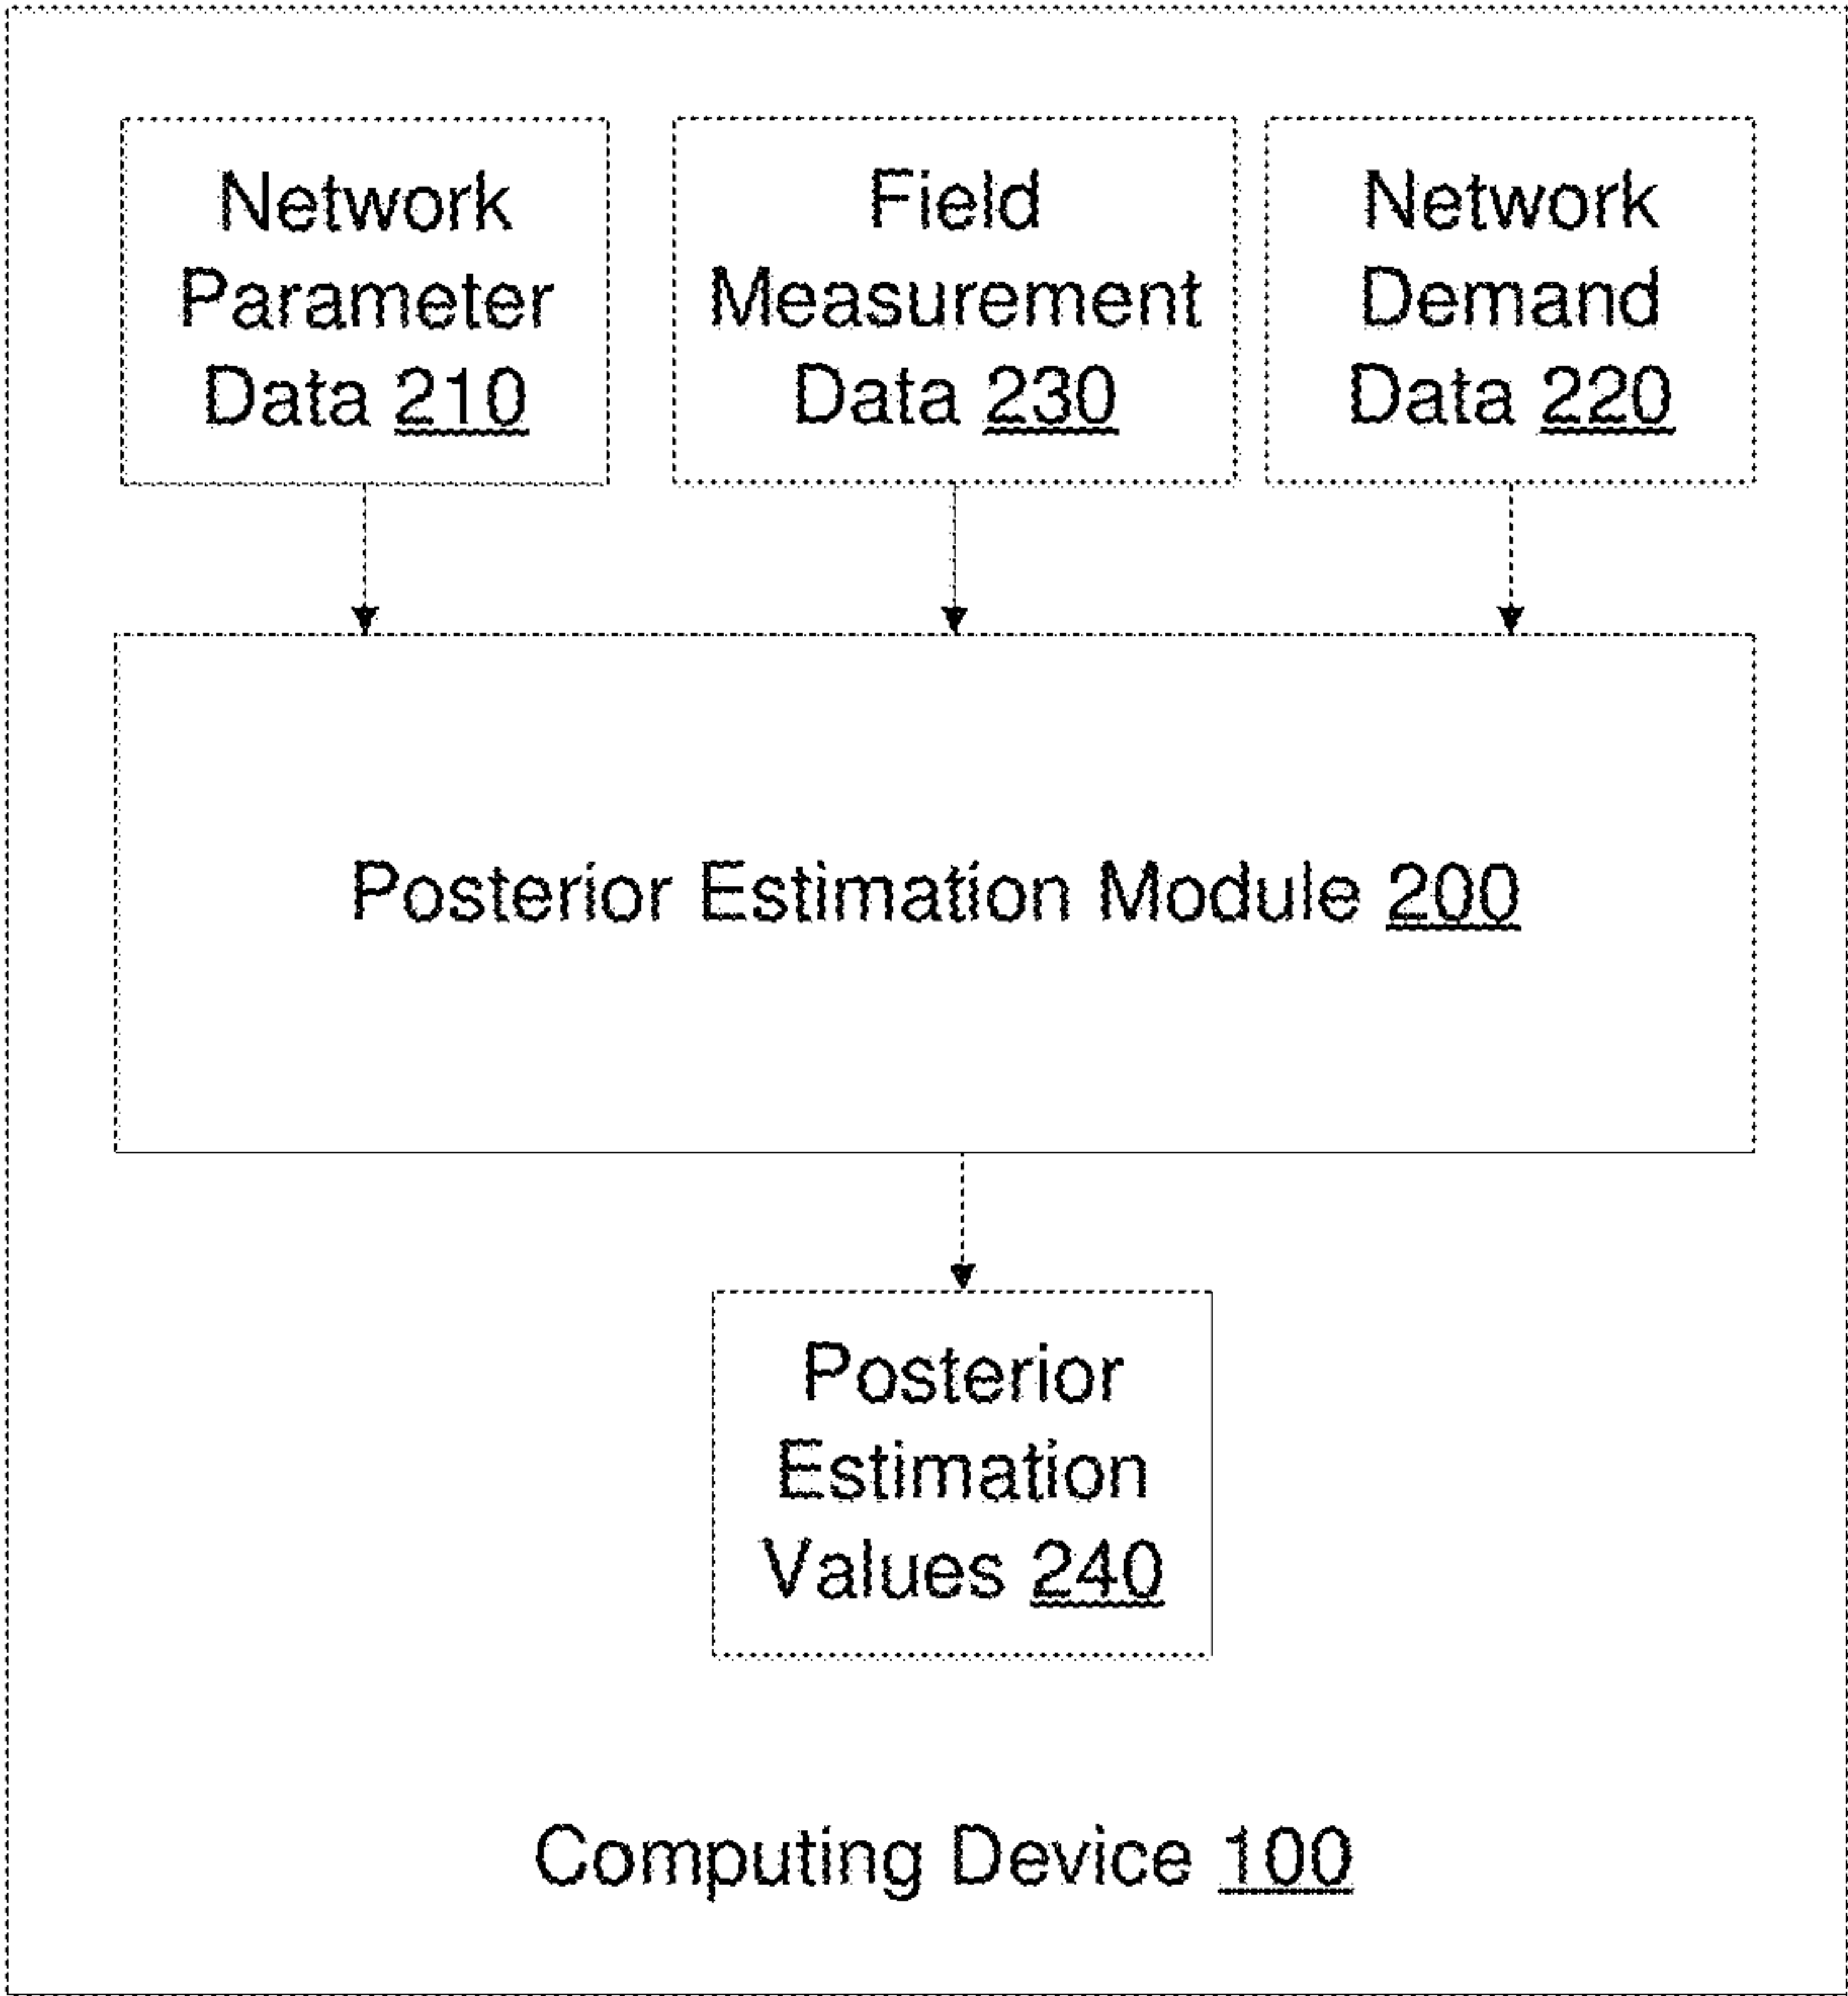 Network
Parameter
Data 210
Field
Measurement
Data 230
Network
Demand
Data 220
Posterior Estimation Module 200
Posterior
Estimation
Values 240
Computing Device 100